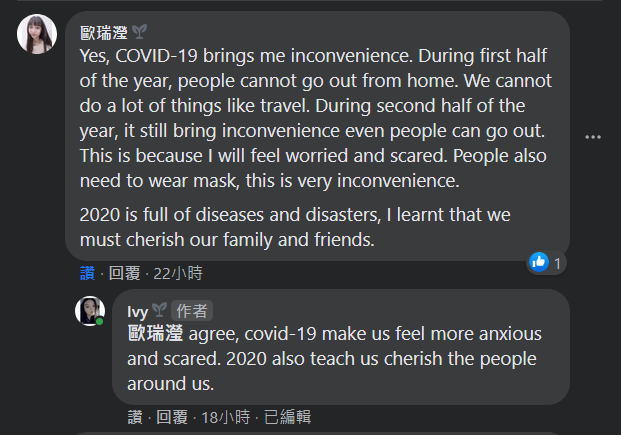 歐瑞瀅
Yes, COVID-19 brings me inconvenience. During first half
of the year, people cannot go out from home. We cannot
do a lot of things like travel. During second half of the
year, it still bring inconvenience even people can go out.
This is because I will feel worried and scared. People also
need to wear mask, this is very inconvenience.
2020 is full of diseases and disasters, I learnt that we
must cherish our family and friends.
讚 · 回覆 · 22小時
1
Ivy 作者
歐瑞瀅 agree, covid-19 make us feel more anxious
and scared. 2020 also teach us cherish the people
around us.
讚 · 回覆 · 18小時 · 已編輯